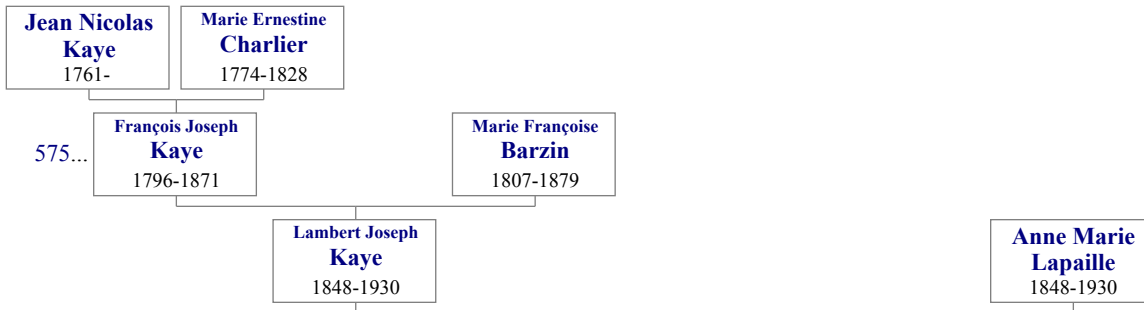 Jean Nicolas
Kaye
1761-
Marie Ernestine
Charlier
1774-1828
575...
François Joseph
Kaye
1796-1871
Marie Françoise
Barzin
1807-1879
Lambert Joseph
Kaye
1848-1930
Anne Marie
Lapaille
1848-1930